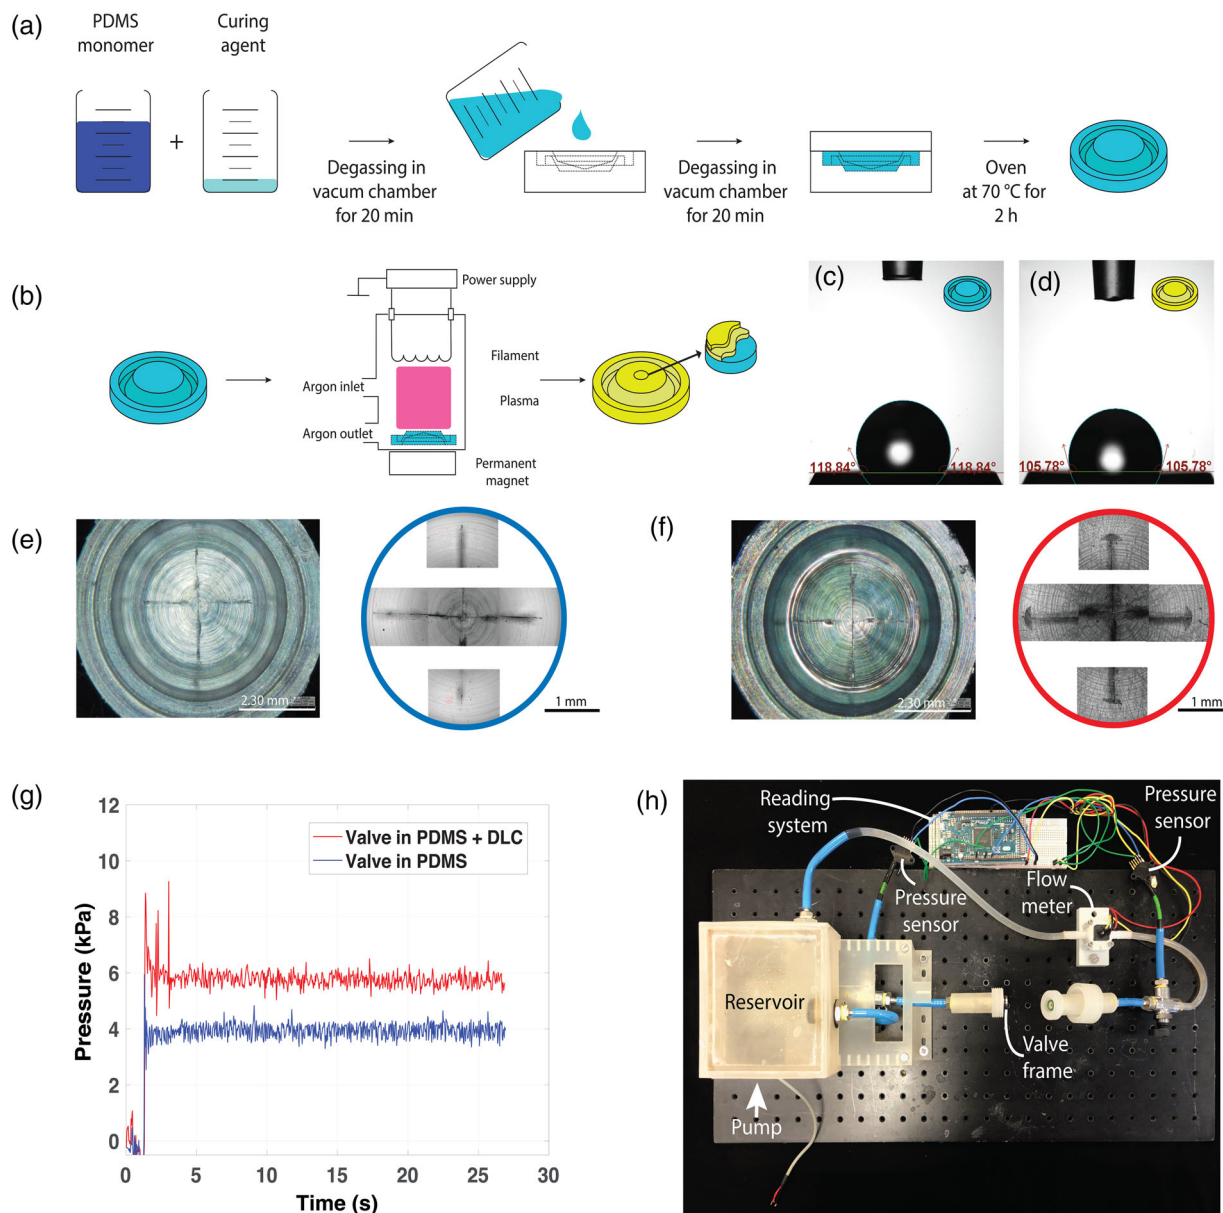 (a)
PDMS
monomer
Curing
agent
+
Degassing in
vacum chamber
for 20 min
Degassing in
vacum chamber
for 20 min
Oven
at 70 °C for
2 h
(b)
Power supply
Filament
Argon inlet
Plasma
Argon outlet
Permanent
magnet
(c)
118,84°
118,84°
(d)
105.78°
105.78°
(e)
2.30 mm
1 mm
(f)
2.30 mm
1 mm
(g)
12
10
8
6
4
2
0
Pressure (kPa)
Valve in PDMS + DLC
Valve in PDMS
0
5
10
15
20
25
30
Time (s)
(h)
Reading
system
Pressure
sensor
Pressure
sensor
Flow
meter
Reservoir
Valve
frame
Pump